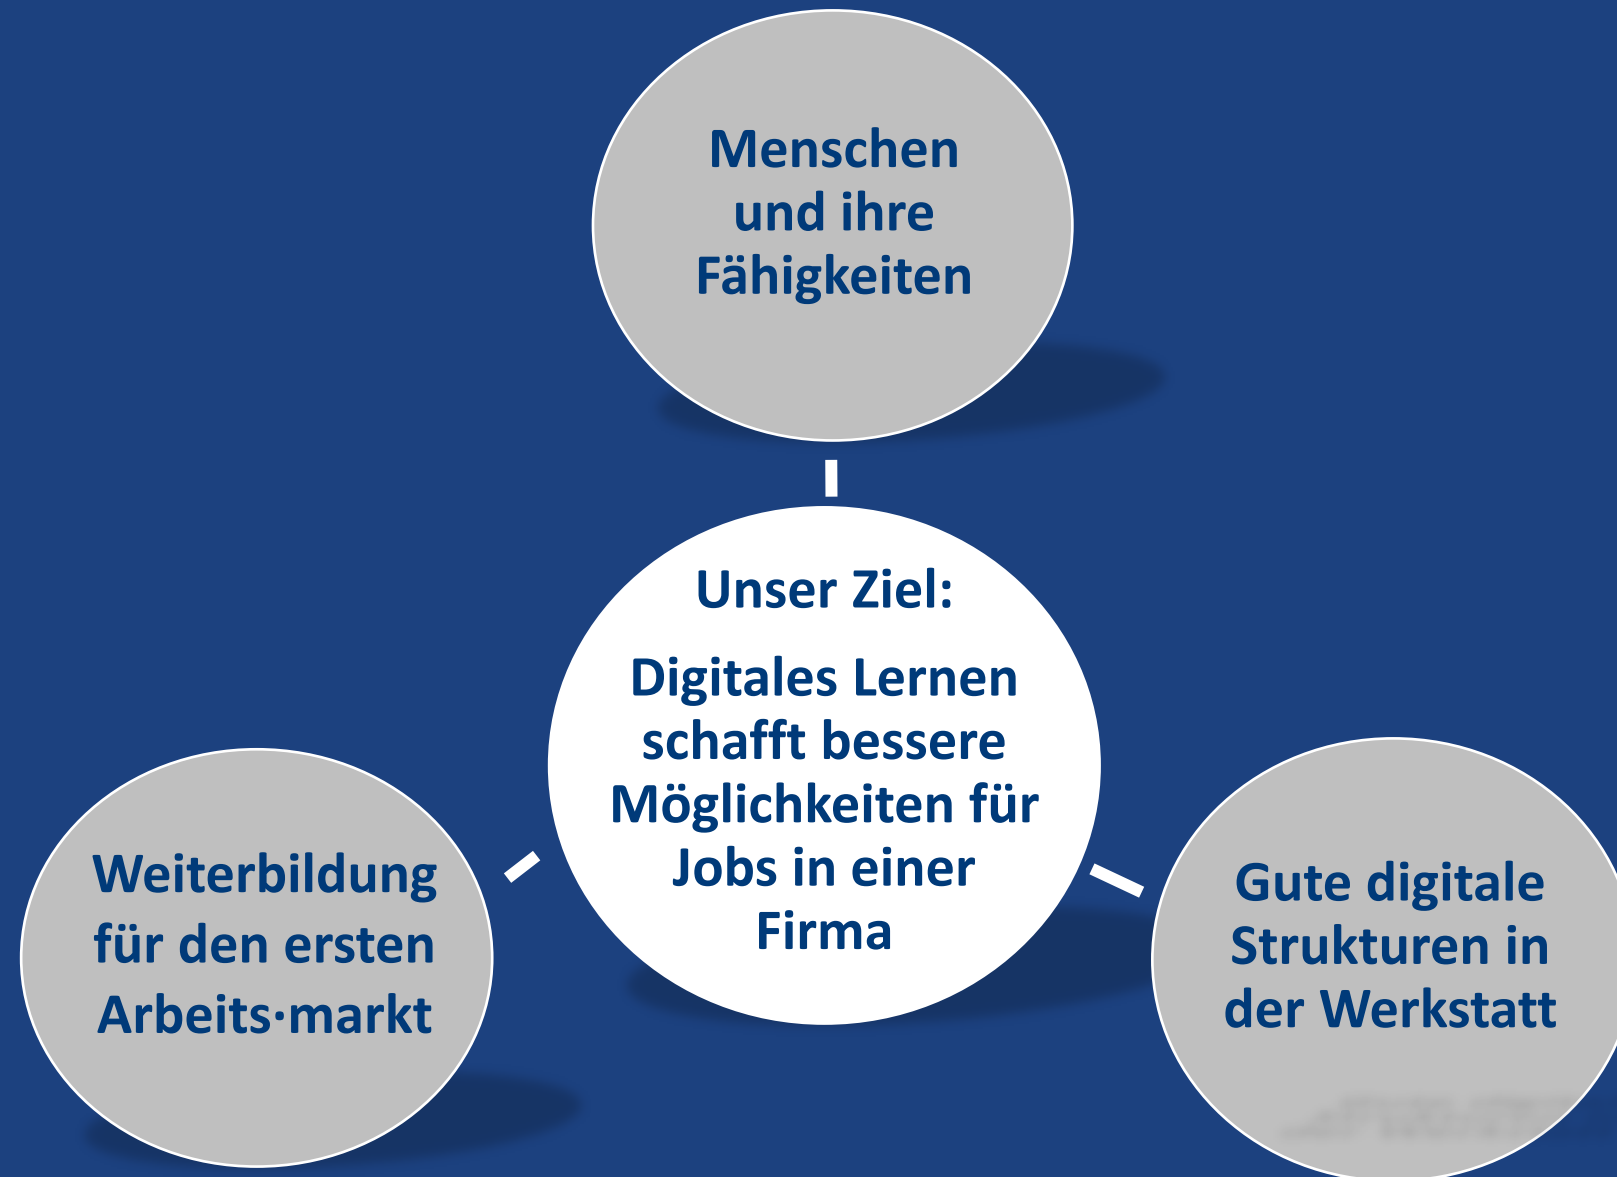 Menschen
und ihre
Fähigkeiten
Unser Ziel:
Digitales Lernen
schafft bessere
Möglichkeiten für
Jobs in einer
Firma
Weiterbildung
für den ersten
Arbeits·markt
Gute digitale
Strukturen in
der Werkstatt